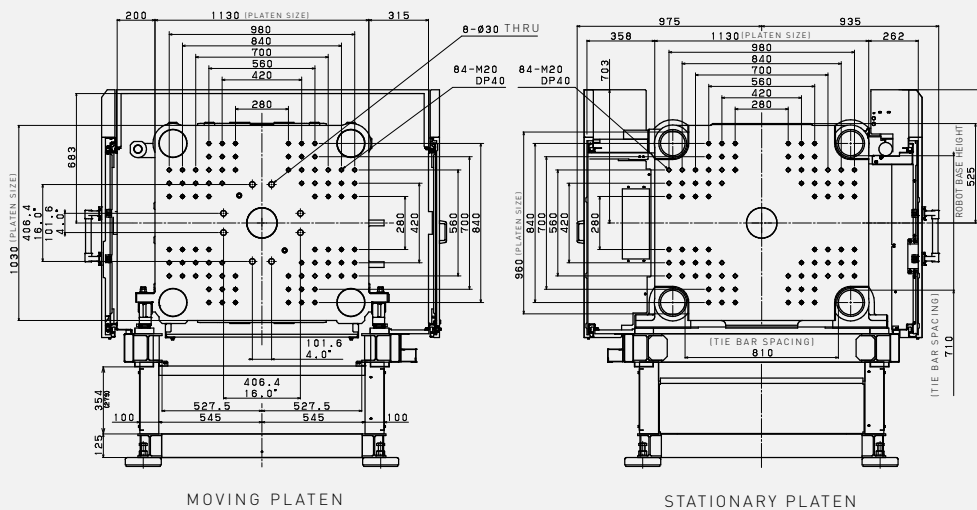 200 1130 (PLATEN SIZE) 315
980
840
700
560
420
280
8-Ø30 THRU
84-M20
DP40
683
1030 (PLATEN SIZE)
406.4
16.0"
101.6
4.0"
280
420
560
700
840
101.6
4.0"
406.4
16.0"
354
527.5 527.5
100 545 545 100
125
MOVING PLATEN
975 935
358 1130 (PLATEN SIZE) 262
980
840
700
560
420
280
84-M20
DP40
703
960 (PLATEN SIZE)
840
700
560
420
280
ROBOT BASE HEIGHT
525
(TIE BAR SPACING)
810
(TIE BAR SPACING)
710
STATIONARY PLATEN